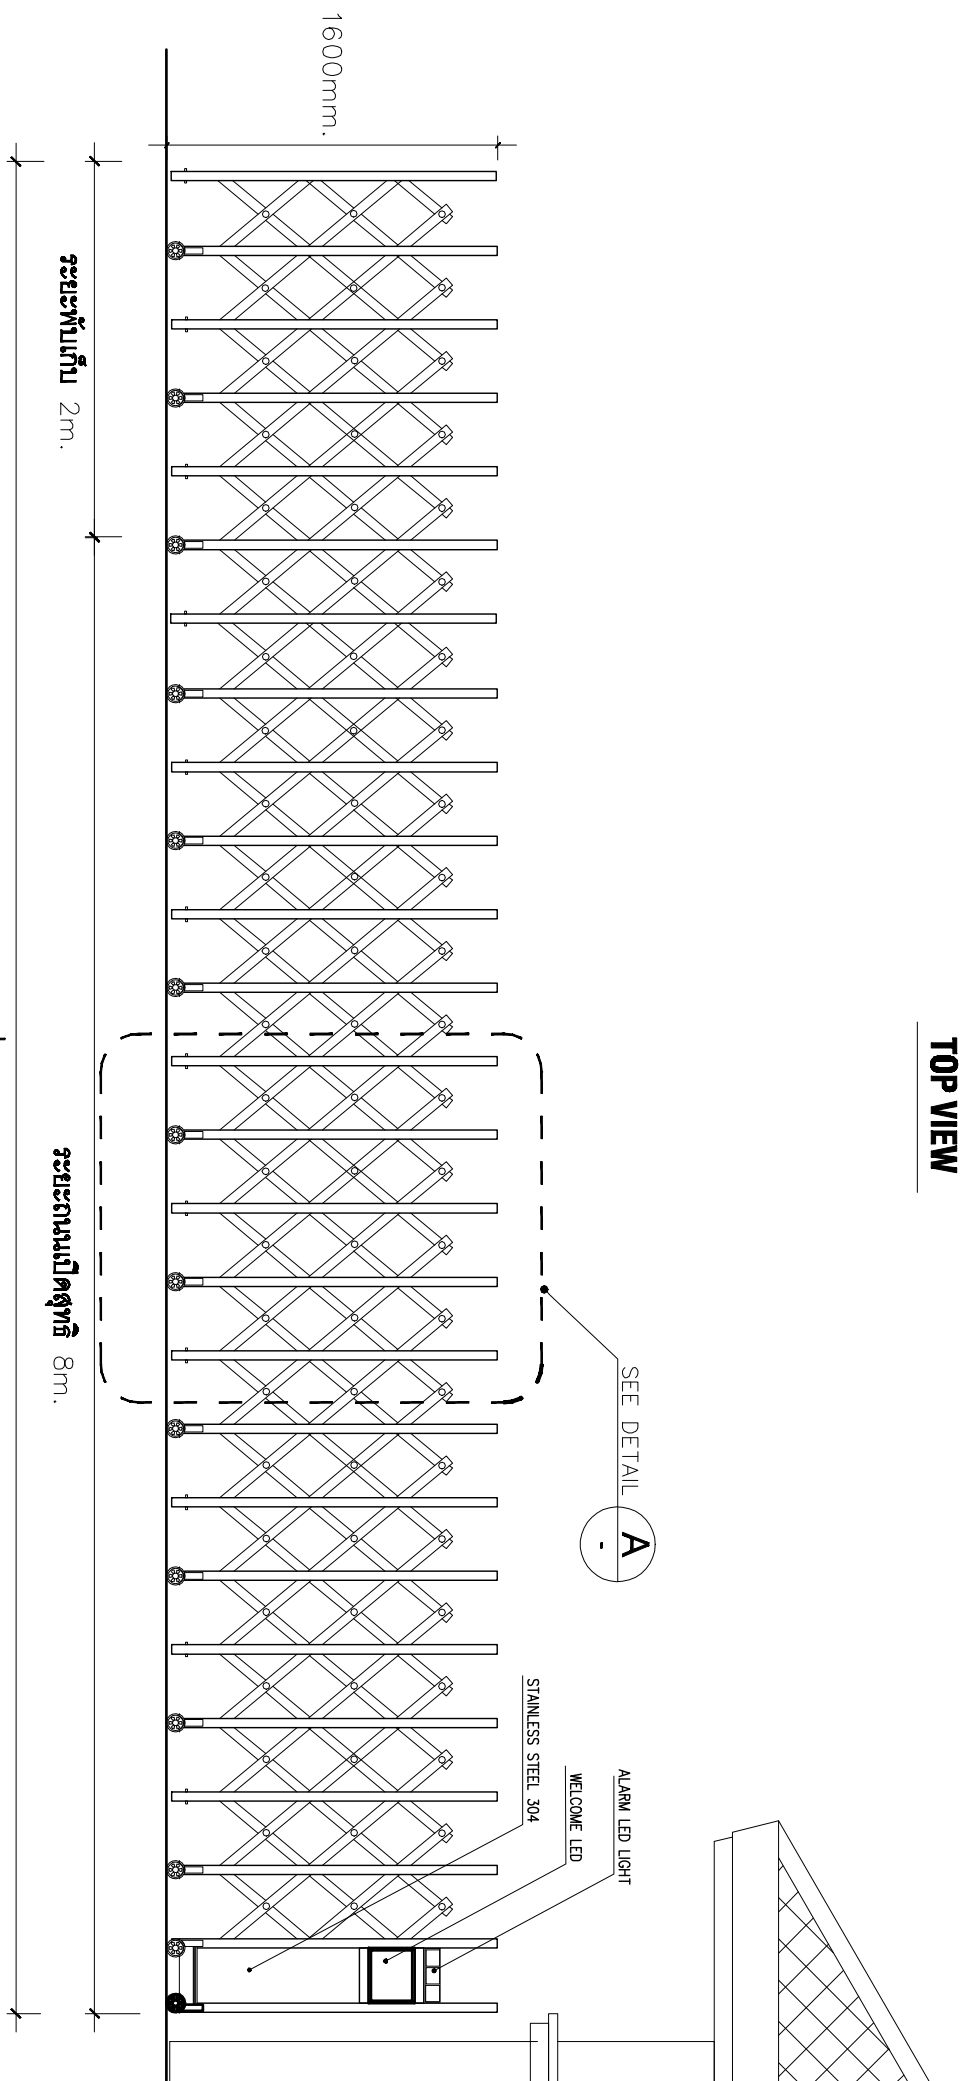 TOP VIEW
SEE DETAIL
A
-
ALARM LED LIGHT
WELCOME LED
STAINLESS STEEL 304
1600mm.
ระยะพับเก็บ 2m.
ระยะถนนเปิดสุทธิ 8m.